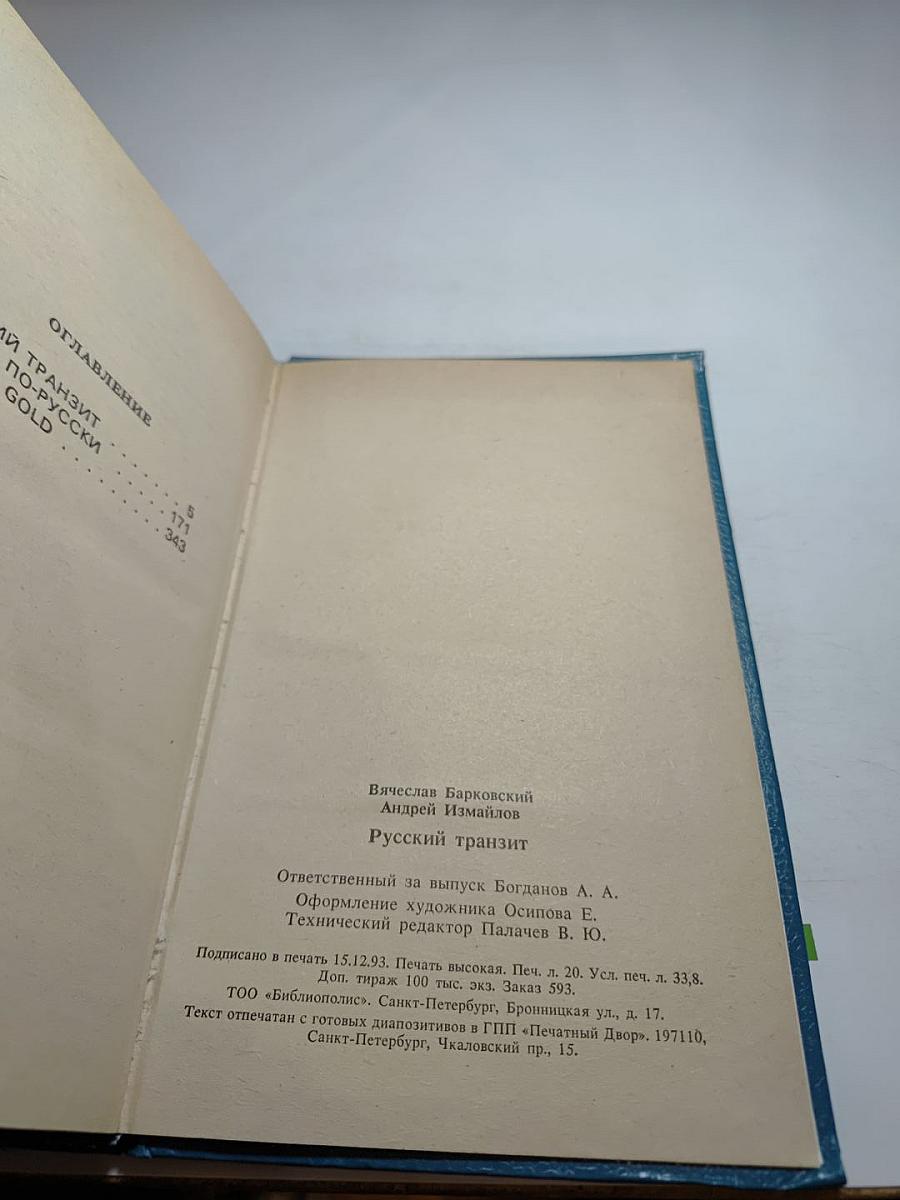 ОГЛАВЛЕНИЕ
ТРАНЗИТ . . . . . . . 5
ПО-РУССКИ . . . . . . 171
GOLD . . . . . . . . . 343
Вячеслав Барковский
Андрей Измайлов
Русский транзит
Ответственный за выпуск Богданов А. А.
Оформление художника Осипова Е.
Технический редактор Палачев В. Ю.
Подписано в печать 15.12.93. Печать высокая. Печ. л. 20. Усл. печ. л. 33,8.
Доп. тираж 100 тыс. экз. Заказ 593.
ТОО «Библиополис». Санкт-Петербург, Бронницкая ул., д. 17.
Текст отпечатан с готовых диапозитивов в ГПП «Печатный Двор». 197110,
Санкт-Петербург, Чкаловский пр., 15.